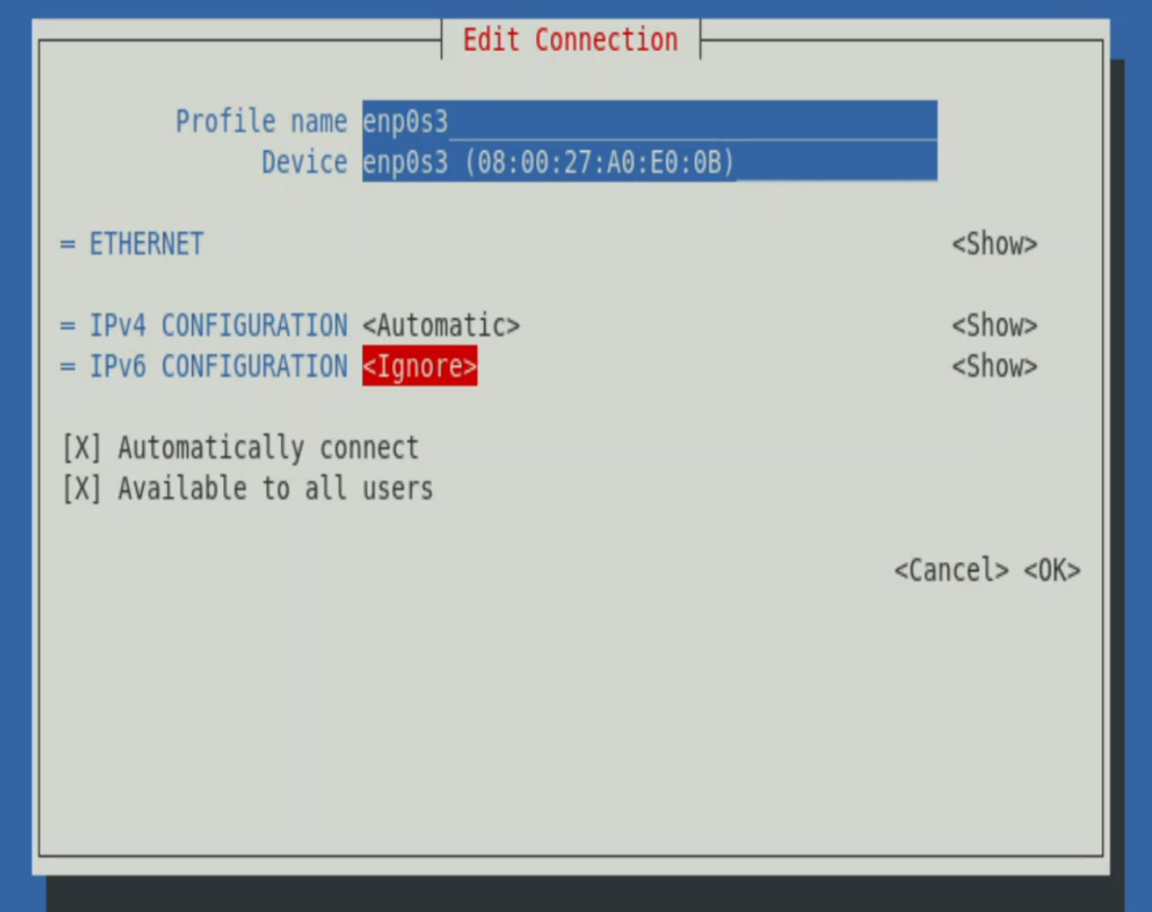 Edit Connection
Profile name enp0s3
Device enp0s3 (08:00:27:A0:E0:0B)
= ETHERNET <Show>
= IPv4 CONFIGURATION <Automatic> <Show>
= IPv6 CONFIGURATION <Ignore> <Show>
[X] Automatically connect
[X] Available to all users
<Cancel> <OK>